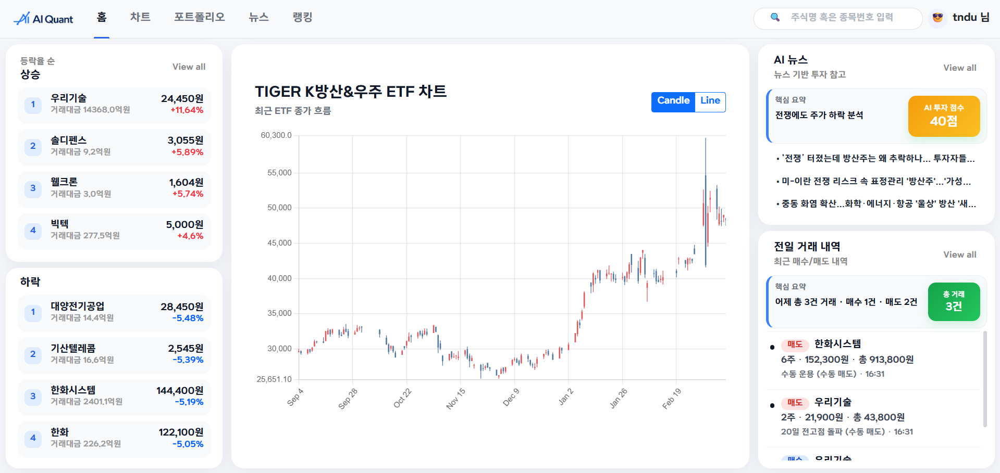 AI Quant
홈
차트
포트폴리오
뉴스
랭킹
주식명 혹은 종목번호 입력
tndu 님
등락율 순
상승
View all
1
우리기술
24,450원
거래대금 14368.0억원
+11.64%
2
솔디펜스
3,055원
거래대금 9.2억원
+5.89%
3
웰크론
1,604원
거래대금 3.0억원
+5.74%
4
빅텍
5,000원
거래대금 277.5억원
+4.6%
하락
1
대양전기공업
28,450원
거래대금 14.4억원
-5.48%
2
기산텔레콤
2,545원
거래대금 16.6억원
-5.39%
3
한화시스템
144,400원
거래대금 2401.1억원
-5.19%
4
한화
122,100원
거래대금 226.2억원
-5.05%
TIGER K방산&우주 ETF 차트
최근 ETF 종가 흐름
Candle
Line
60,300.0
55,000
50,000
45,000
40,000
35,000
30,000
25,651.10
Sep 4
Sep 28
Oct 22
Nov 15
Dec 9
Jan 2
Jan 26
Feb 19
AI 뉴스
뉴스 기반 투자 참고
View all
핵심 요약
전쟁에도 주가 하락 분석
AI 투자 점수
40점
• ‘전쟁’ 터졌는데 방산주는 왜 추락하나... 투자자들...
• 미-이란 전쟁 리스크 속 표정관리 '방산주'...'가성...
• 중동 화염 확산...화학·에너지·항공 '울상' 방산 '새...
전일 거래 내역
최근 매수/매도 내역
View all
핵심 요약
어제 총 3건 거래 · 매수 1건 · 매도 2건
총 거래
3건
매도
한화시스템
6주 · 152,300원 · 총 913,800원
수동 운용 (수동 매도) · 16:31
매도
우리기술
2주 · 21,900원 · 총 43,800원
20일 전고점 돌파 (수동 매도) · 16:31
매수
우리기술